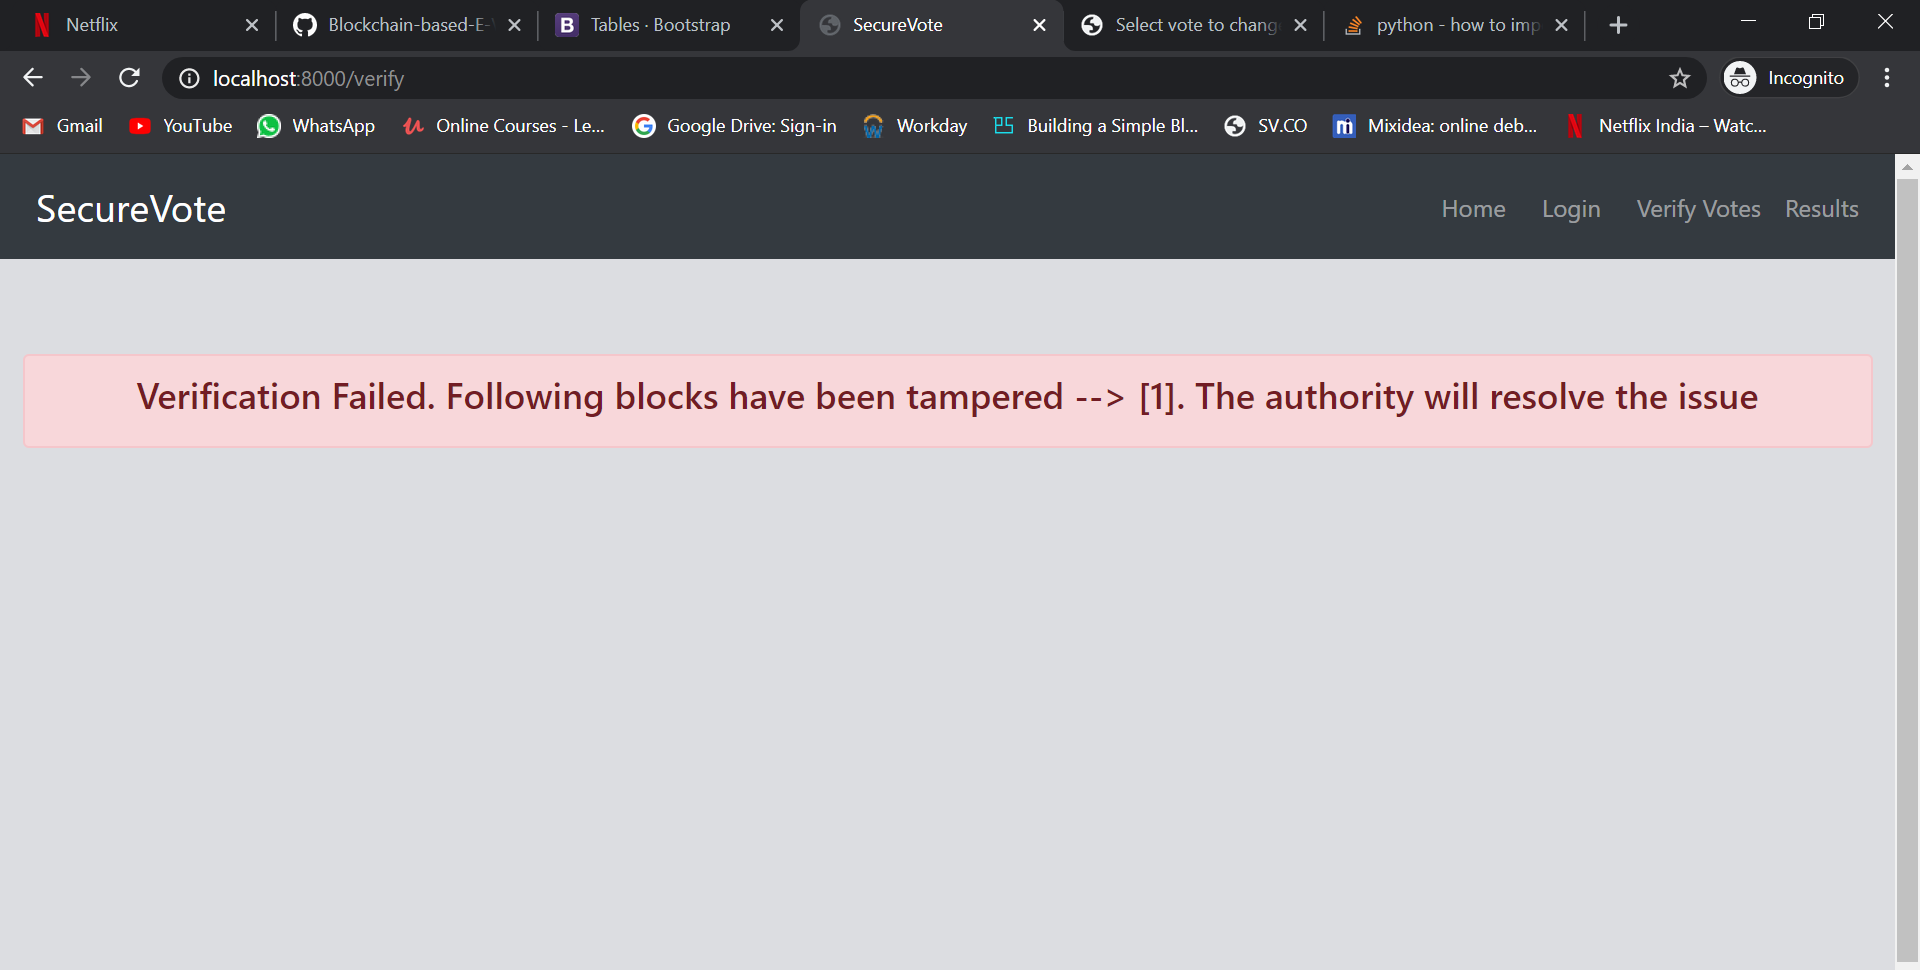 Netflix
Blockchain-based-E-
Tables · Bootstrap
SecureVote
Select vote to chang
python - how to imp
localhost:8000/verify
Incognito
Gmail
YouTube
WhatsApp
Online Courses - Le...
Google Drive: Sign-in
Workday
Building a Simple Bl...
SV.CO
Mixidea: online deb...
Netflix India – Watc...
SecureVote
Home
Login
Verify Votes
Results
Verification Failed. Following blocks have been tampered --> [1]. The authority will resolve the issue